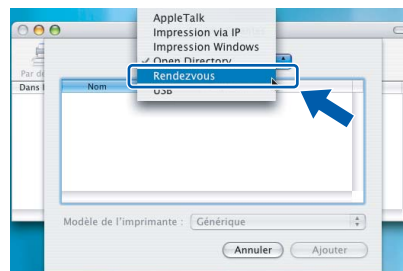 AppleTalk
Impression via IP
Impression Windows
✓ Open Directory
Rendezvous
USB
Par
Dans
Nom
Modèle de l'imprimante : Générique
Annuler Ajouter